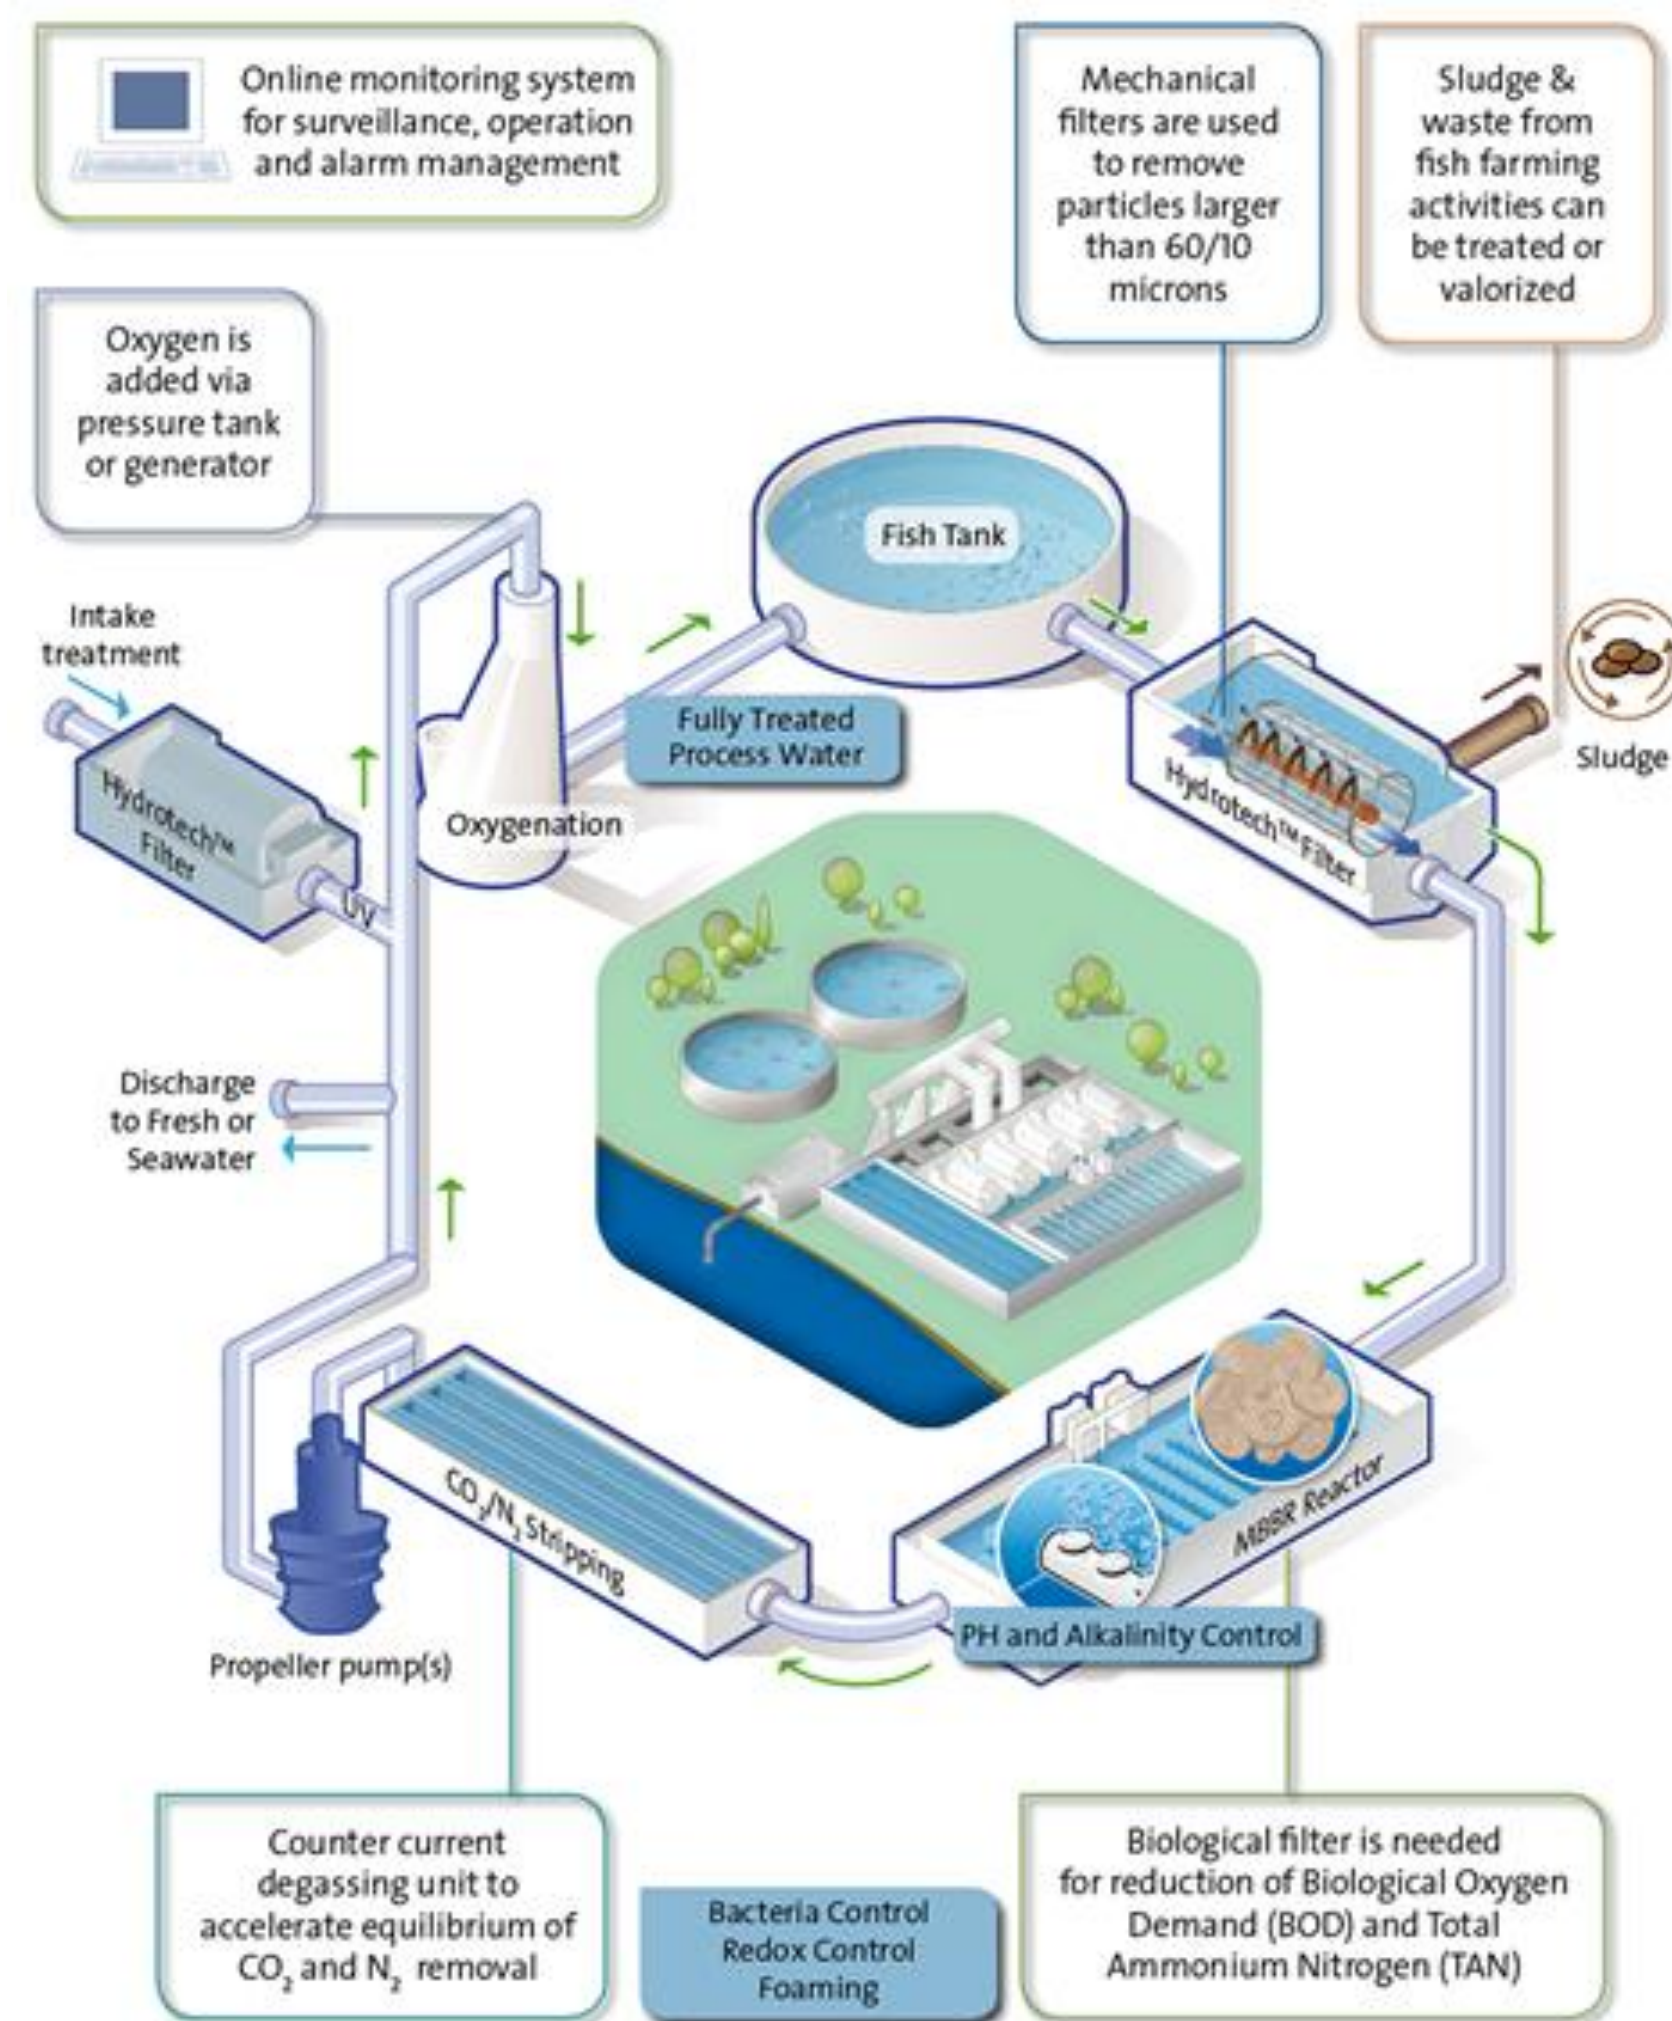 Online monitoring system
for surveillance, operation
and alarm management
Mechanical
filters are used
to remove
particles larger
than 60/10
microns
Sludge &
waste from
fish farming
activities can
be treated or
valorized
Oxygen is
added via
pressure tank
or generator
Fish Tank
Intake
treatment
Fully Treated
Process Water
Sludge
Hydrotech™
Filter
UV
Oxygenation
Hydrotech™ Filter
Discharge
to Fresh or
Seawater
CO₂/N₂ Stripping
MBBR Reactor
PH and Alkalinity Control
Propeller pump(s)
Counter current
degassing unit to
accelerate equilibrium of
CO₂ and N₂ removal
Bacteria Control
Redox Control
Foaming
Biological filter is needed
for reduction of Biological Oxygen
Demand (BOD) and Total
Ammonium Nitrogen (TAN)